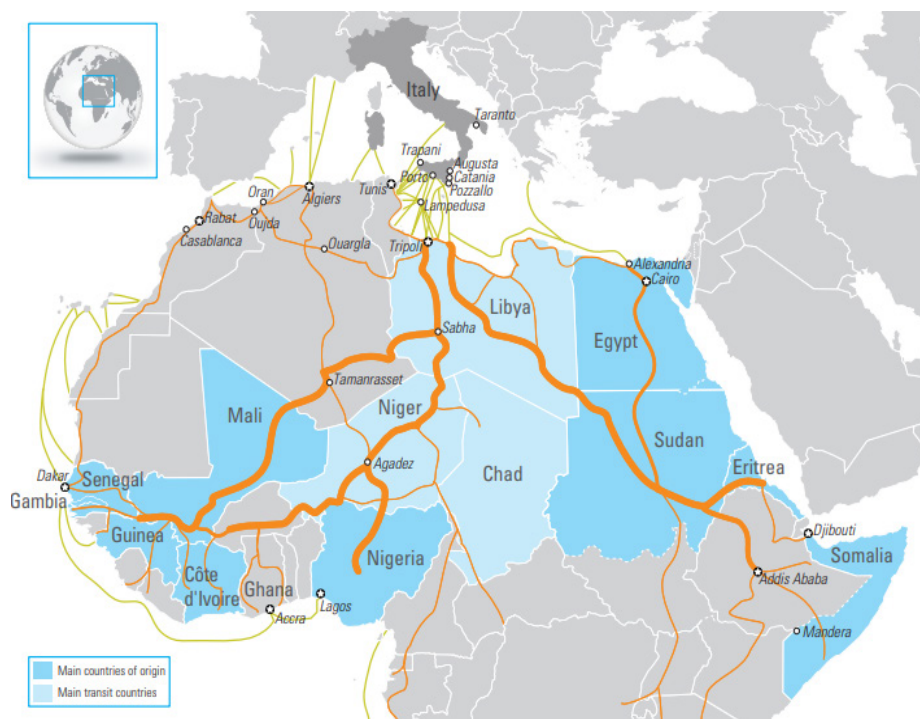 Italy
Taranto
Trapani
Augusta
Porto
Catania
Pozzallo
Tunis
Lampedusa
Oran
Algiers
Rabat
Oujda
Casablanca
Ouargla
Tripoli
Alexandria
Cairo
Libya
Egypt
Sabha
Tamanrasset
Mali
Niger
Sudan
Agadez
Chad
Eritrea
Dakar
Senegal
Gambia
Guinea
Djibouti
Nigeria
Somalia
Côte
d'Ivoire
Ghana
Addis Ababa
Lagos
Accra
Mandera
Main countries of origin
Main transit countries